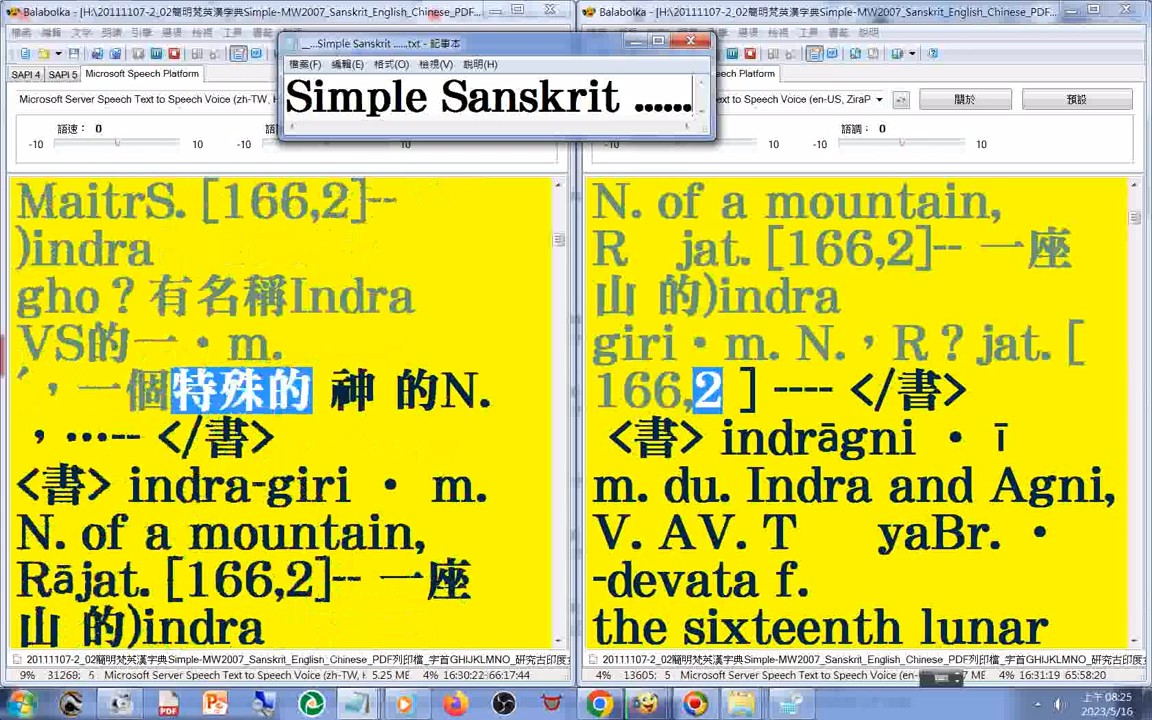 Balabolka - [H:\20111107-2_02簡明梵英漢字典Simple-MW2007_Sanskrit_English_Chinese_PDF...
Balabolka - [H:\20111107-2_02簡明梵英漢字典Simple-MW2007_Sanskrit_English_Chinese_PDF...
__...Simple Sanskrit ......txt - 記事本
檔案(F) 編輯(E) 格式(O) 檢視(V) 說明(H)
Simple Sanskrit ......
SAPI 4 SAPI 5 Microsoft Speech Platform
eech Platform
Microsoft Server Speech Text to Speech Voice (zh-TW, H
ext to Speech Voice (en-US, ZiraP
關於
預設
語速： 0
語調： 0
-10 10 -10 10
-10 10
MaitrS. [166,2]--
)indra
gho？有名稱Indra
VS的一・m.
，一個特殊的 神 的N.
，...-- </書>
<書> indra-giri ・ m.
N. of a mountain,
Rājat. [166,2]-- 一座
山 的)indra
N. of a mountain,
R jat. [166,2]-- 一座
山 的)indra
giri・m. N.，R？jat. [
166,2 ] ---- </書>
<書> indrāgni ・ ī
m. du. Indra and Agni,
V. AV. T yaBr. ・
-devata f.
the sixteenth lunar
20111107-2_02簡明梵英漢字典Simple-MW2007_Sanskrit_English_Chinese_PDF列印檔_字首GHIJKLMNO_研究古印度
9% 31269: 5.25 ME 4% 16:30:22-66:17:44 Microsoft Server Speech Text to Speech Voice (zh-TW,
20111107-2_02簡明梵英漢字典Simple-MW2007_Sanskrit_English_Chinese_PDF列印檔_字首GHIJKLMNO_研究古印度
4% 13605: 5 ME 4% 16:31:19 65:58:20 Microsoft Server Speech Text to Speech Voice
上午 08:25
2023/5/16